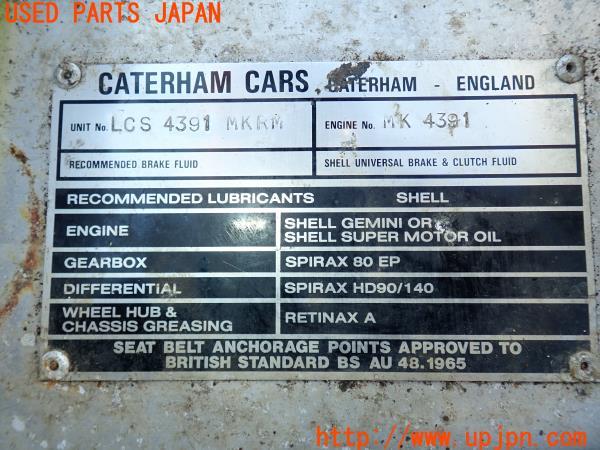 USED PARTS JAPAN
CATERHAM CARS CATERHAM - ENGLAND
UNIT No. LCS 4391 MKRM ENGINE No. MK 4391
RECOMMENDED BRAKE FLUID SHELL UNIVERSAL BRAKE & CLUTCH FLUID
RECOMMENDED LUBRICANTS SHELL
ENGINE SHELL GEMINI OR
SHELL SUPER MOTOR OIL
GEARBOX SPIRAX 80 EP
DIFFERENTIAL SPIRAX HD90/140
WHEEL HUB &
CHASSIS GREASING RETINAX A
SEAT BELT ANCHORAGE POINTS APPROVED TO
BRITISH STANDARD BS AU 48.1965
http://www.upjpn.com/